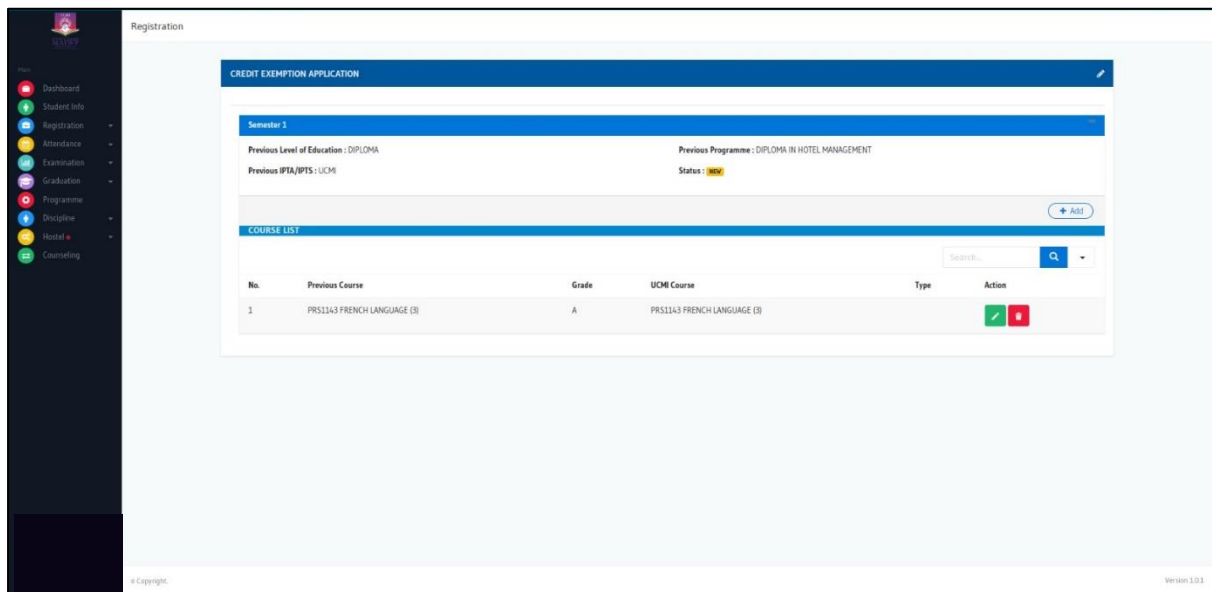 Registration
Main
Dashboard
Student Info
Registration
Attendance
Examination
Graduation
Programme
Discipline
Hostel
Counseling
CREDIT EXEMPTION APPLICATION
Semester 1
Previous Level of Education : DIPLOMA
Previous Programme : DIPLOMA IN HOTEL MANAGEMENT
Previous IPTA/IPTS : UCMI
Status : NEW
+ Add
COURSE LIST
Search...
No. Previous Course Grade UCMI Course Type Action
1 PRS1143 FRENCH LANGUAGE (3) A PRS1143 FRENCH LANGUAGE (3)
© Copyright.
Version 1.0.1